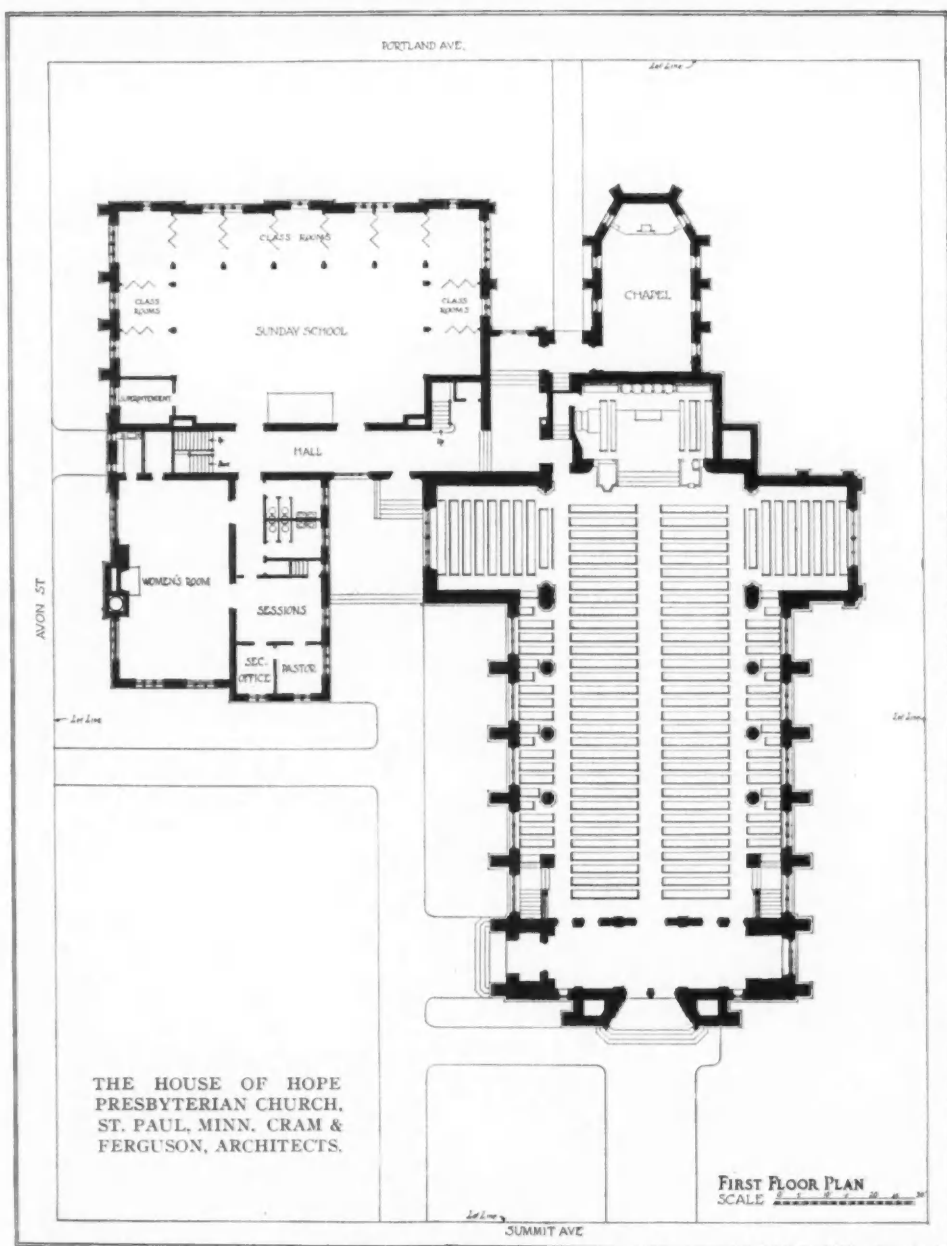 PORTLAND AVE.
Lot Line
CLASS ROOMS
CLASS
ROOMS
CLASS
ROOMS
CHAPEL
SUNDAY SCHOOL
SUPERINTENDENT
HALL
Up
Up
WOMEN'S ROOM
AVON ST
SESSIONS
SEC.
OFFICE
PASTOR
Lot Line
Lot Line
THE HOUSE OF HOPE
PRESBYTERIAN CHURCH,
ST. PAUL, MINN. CRAM &
FERGUSON, ARCHITECTS.
FIRST FLOOR PLAN
SCALE
Lot Line
SUMMIT AVE